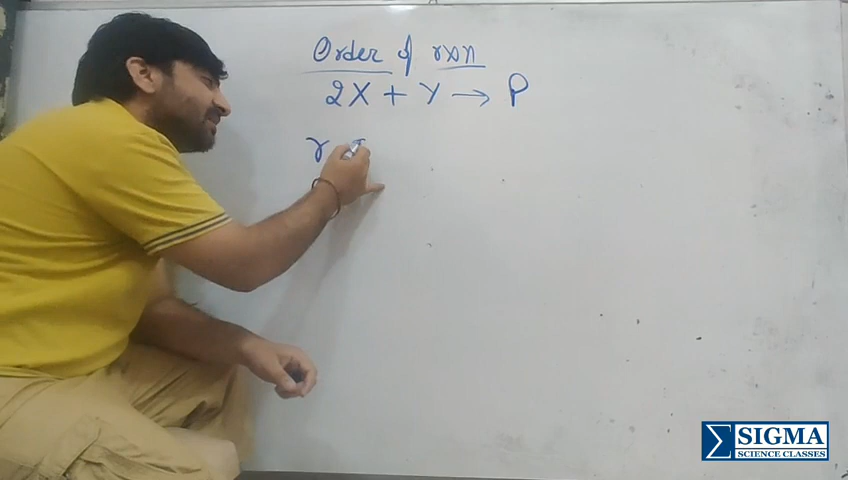 Order of rxn
2X + Y → P
r
SIGMA
SCIENCE CLASSES